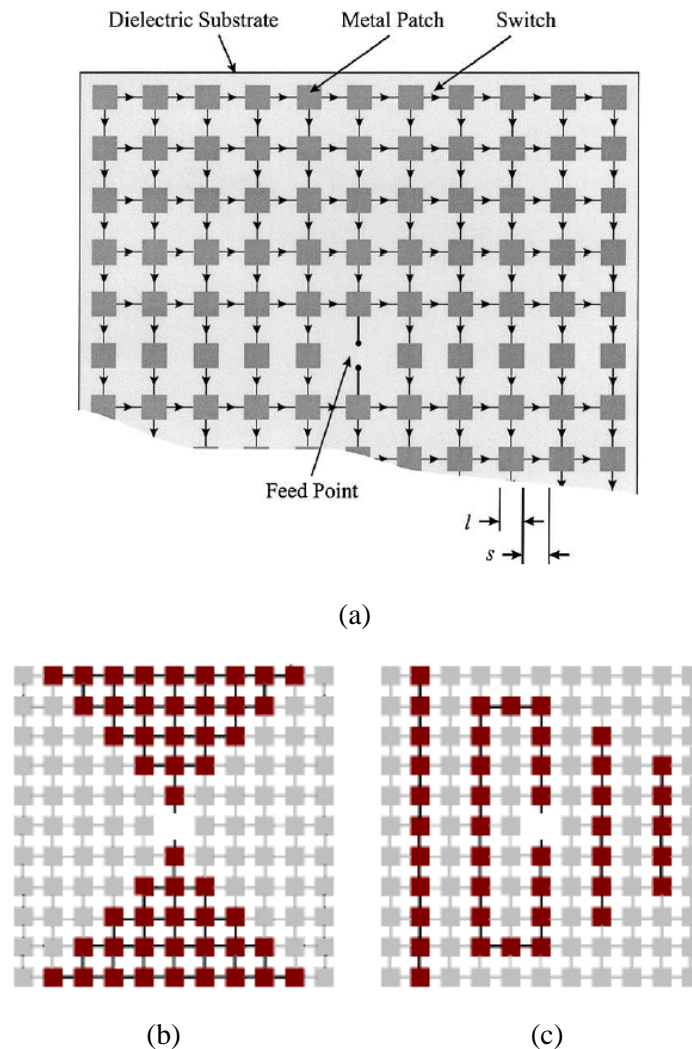 Dielectric Substrate Metal Patch Switch
Feed Point
l
s
(a)
(b) (c)